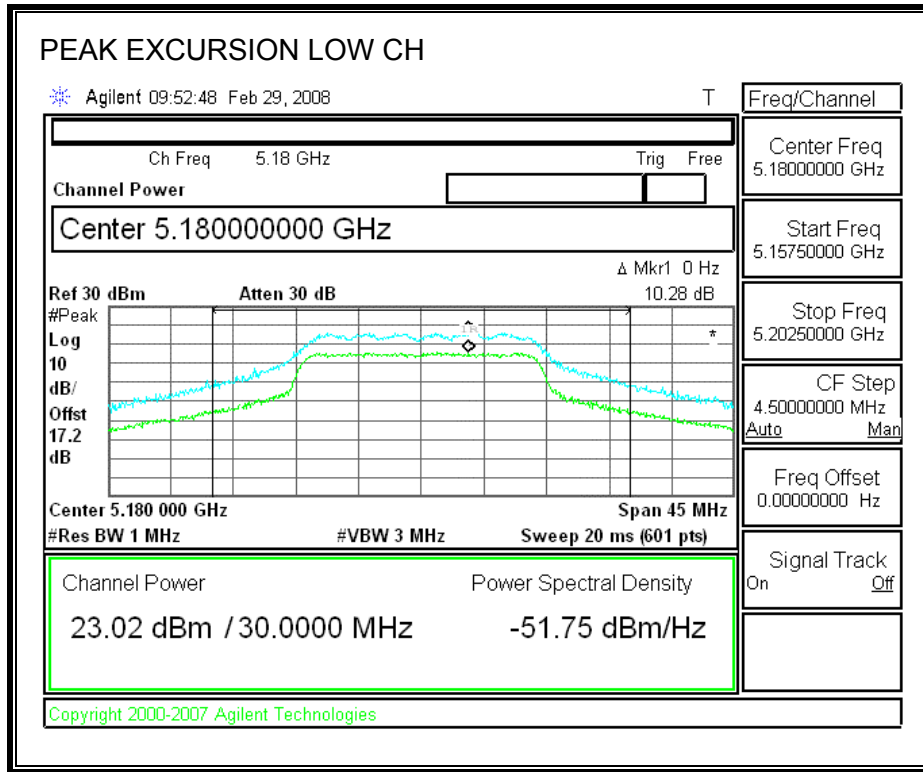 PEAK EXCURSION LOW CH
Agilent 09:52:48 Feb 29, 2008 T
Ch Freq 5.18 GHz Trig Free
Channel Power
Center 5.180000000 GHz
Δ Mkr1 0 Hz
Ref 30 dBm Atten 30 dB 10.28 dB
#Peak
Log
10
dB/
Offst
17.2
dB
1R
*
Center 5.180 000 GHz Span 45 MHz
#Res BW 1 MHz #VBW 3 MHz Sweep 20 ms (601 pts)
Channel Power Power Spectral Density
23.02 dBm / 30.0000 MHz -51.75 dBm/Hz
Copyright 2000-2007 Agilent Technologies
Freq/Channel
Center Freq
5.18000000 GHz
Start Freq
5.15750000 GHz
Stop Freq
5.20250000 GHz
CF Step
4.50000000 MHz
Auto Man
Freq Offset
0.00000000 Hz
Signal Track
On Off